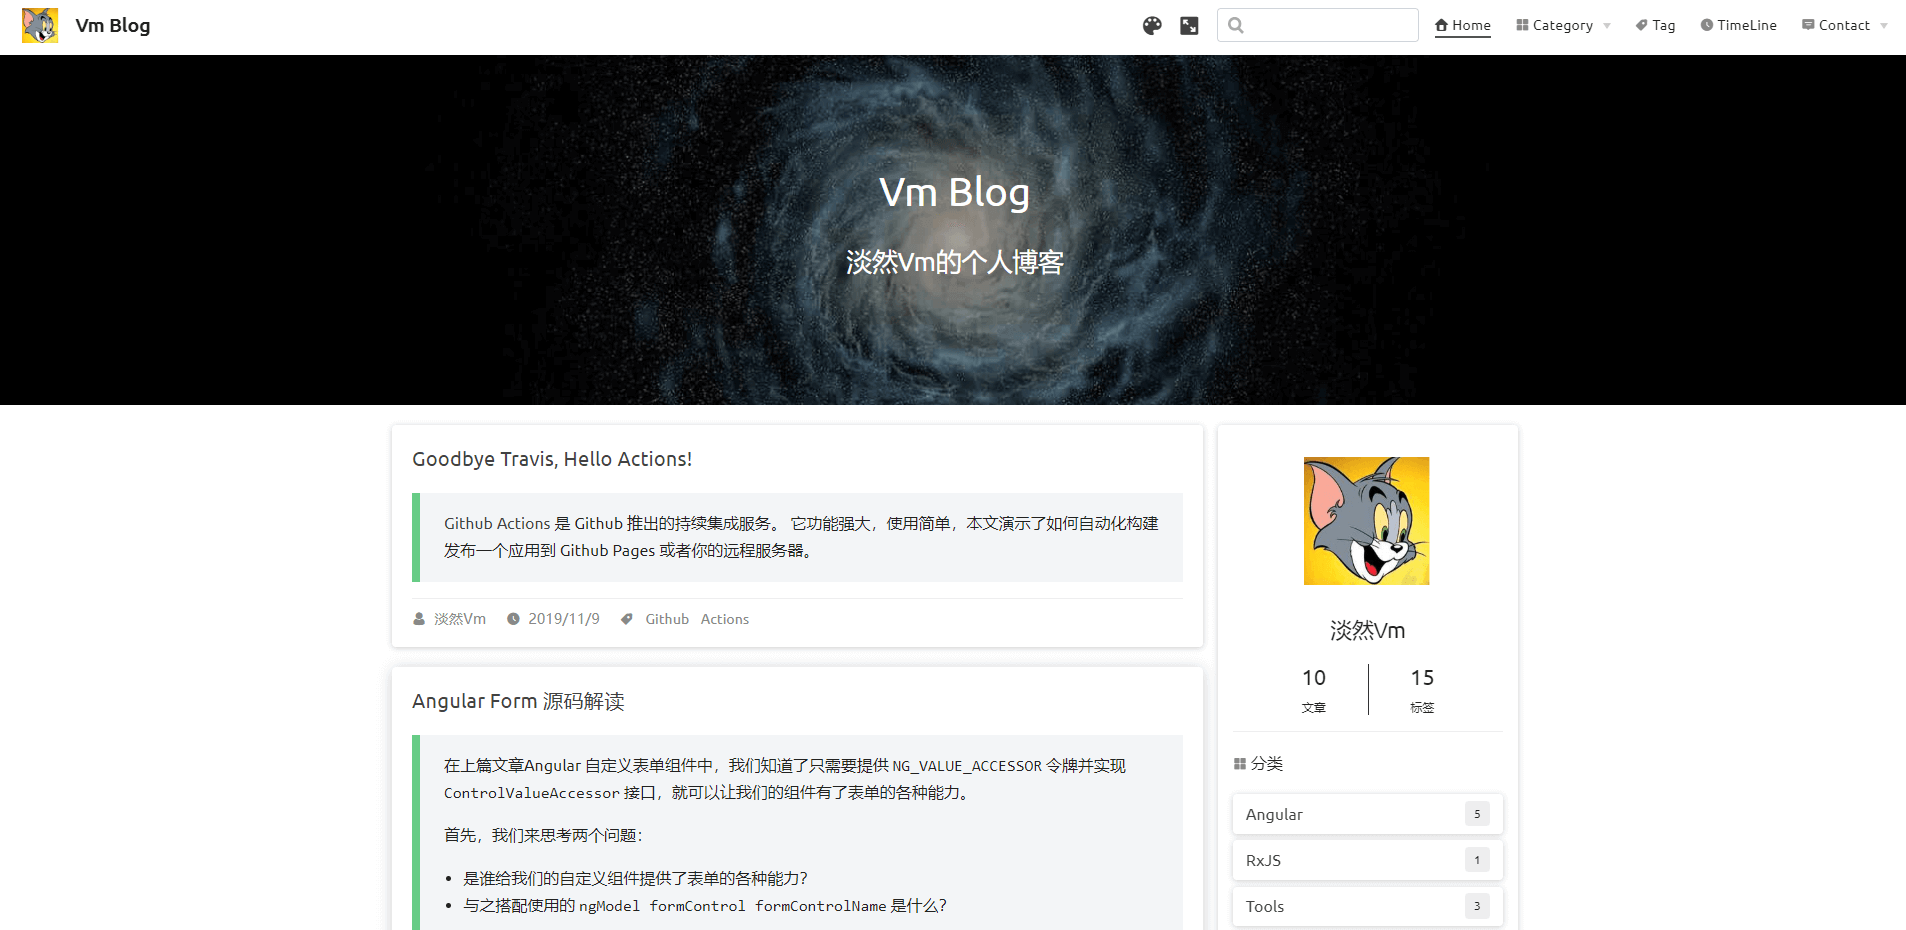 Vm Blog
Home
Category
Tag
TimeLine
Contact
Vm Blog
淡然Vm的个人博客
Goodbye Travis, Hello Actions!
Github Actions 是 Github 推出的持续集成服务。 它功能强大，使用简单，本文演示了如何自动化构建
发布一个应用到 Github Pages 或者你的远程服务器。
淡然Vm 2019/11/9 Github Actions
Angular Form 源码解读
在上篇文章Angular 自定义表单组件中，我们知道了只需要提供 NG_VALUE_ACCESSOR 令牌并实现
ControlValueAccessor 接口，就可以让我们的组件有了表单的各种能力。
首先，我们来思考两个问题：
是谁给我们的自定义组件提供了表单的各种能力？
与之搭配使用的 ngModel formControl formControlName 是什么？
淡然Vm
10 15
文章 标签
分类
Angular 5
RxJS 1
Tools 3